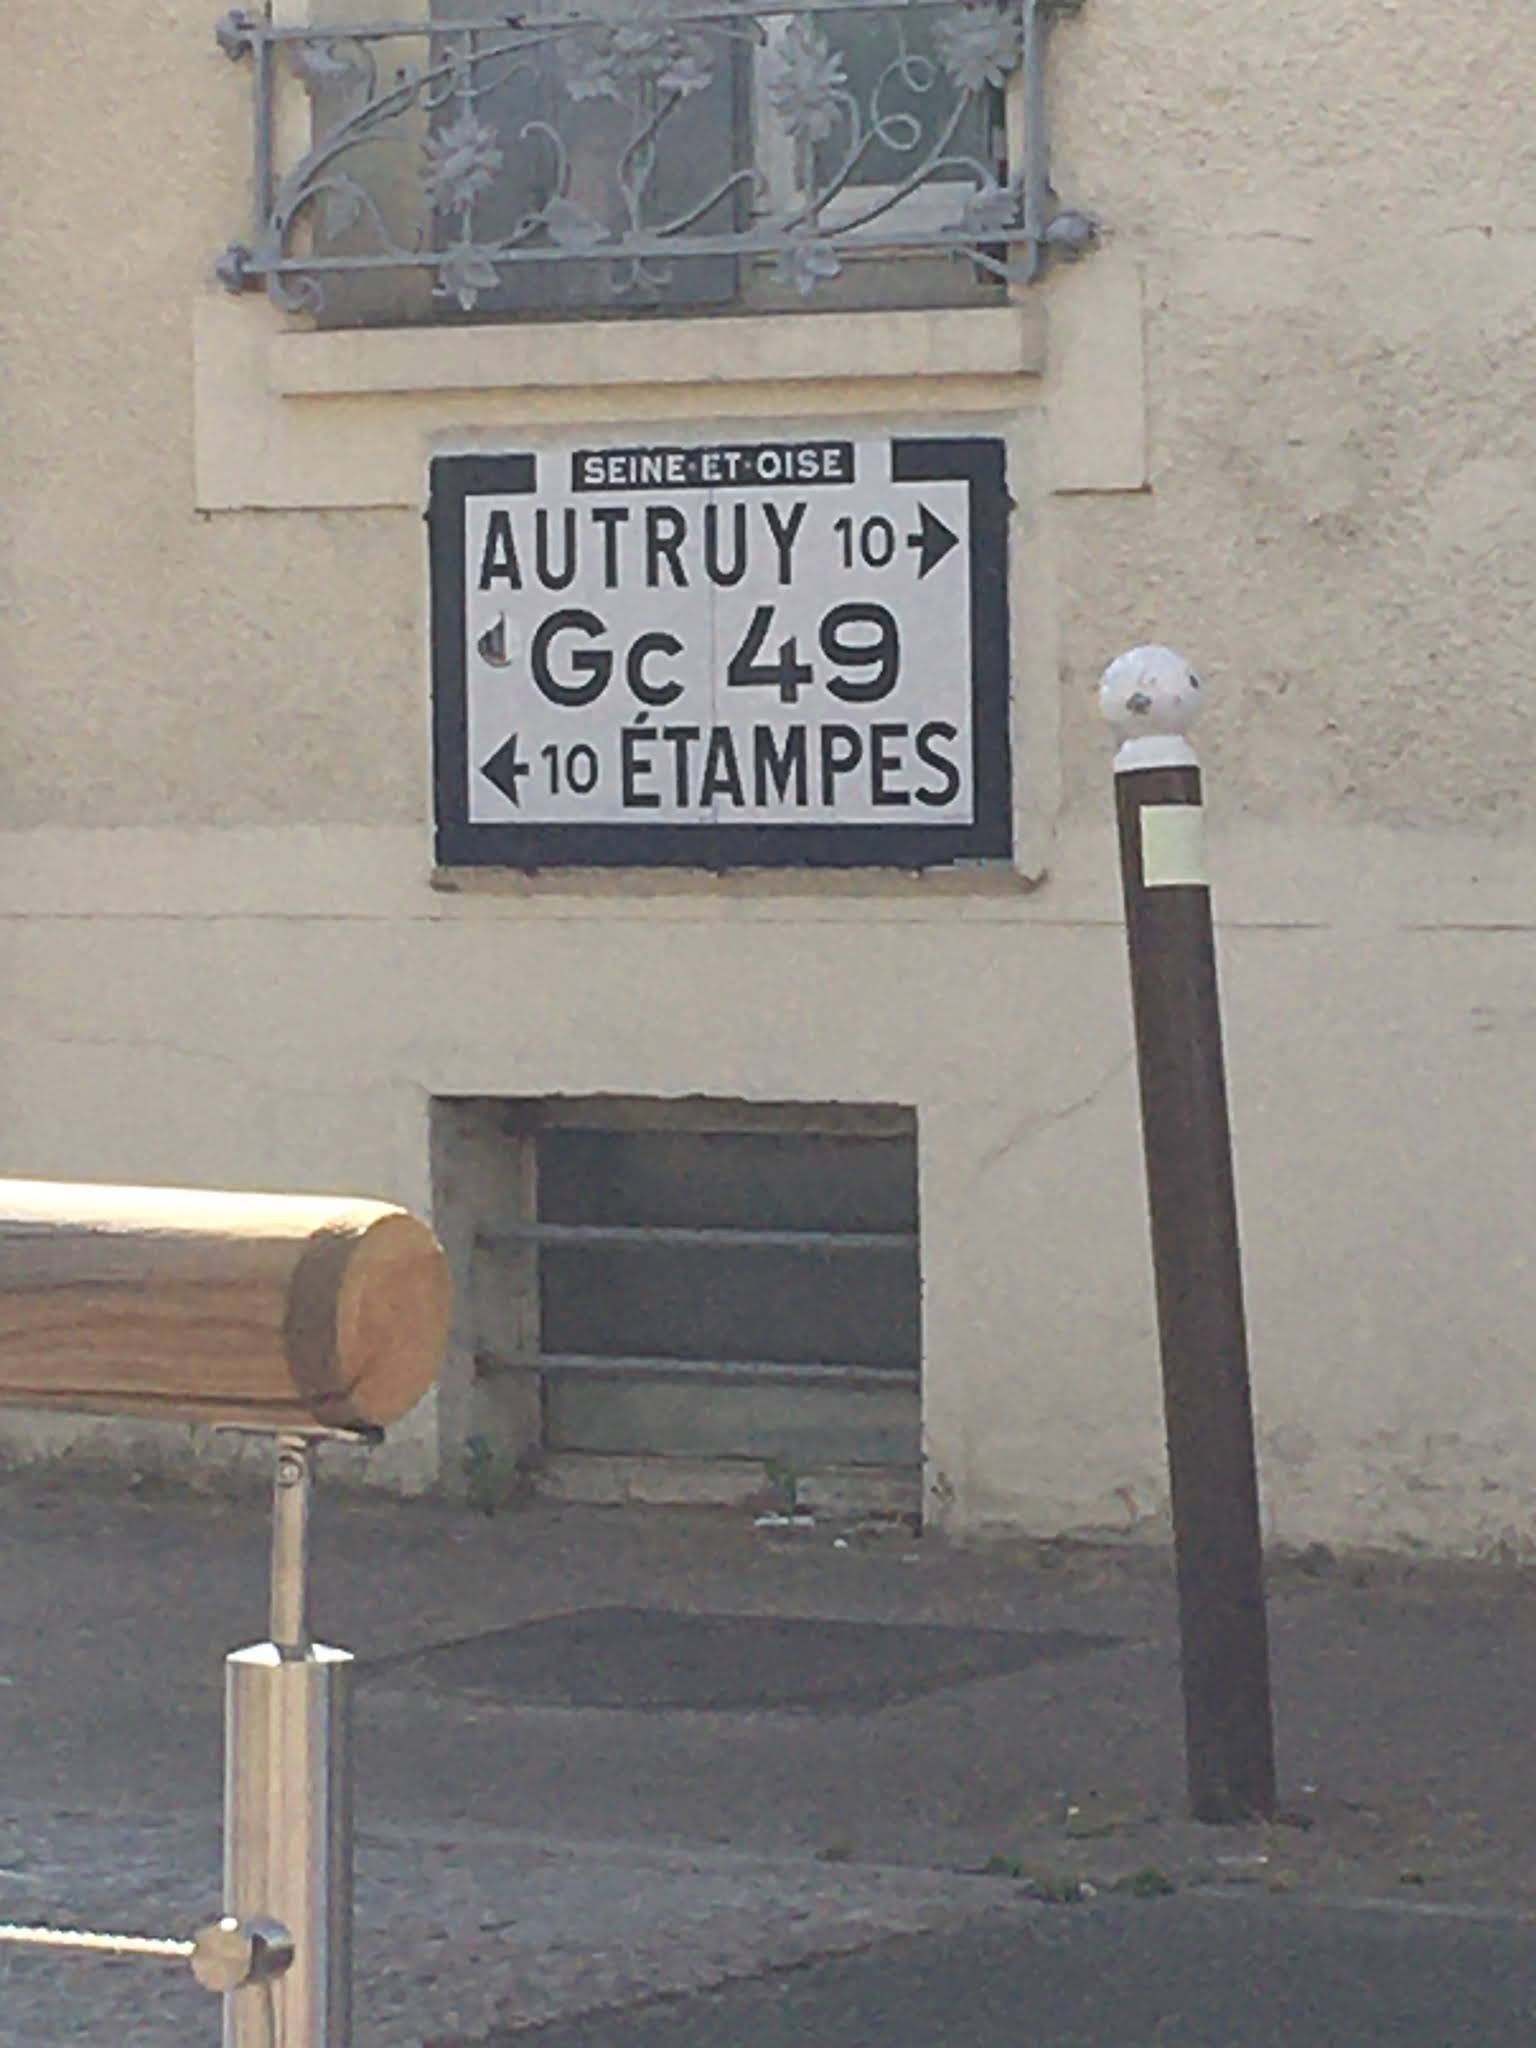 SEINE·ET·OISE
AUTRUY 10 →
Gc 49
← 10 ÉTAMPES